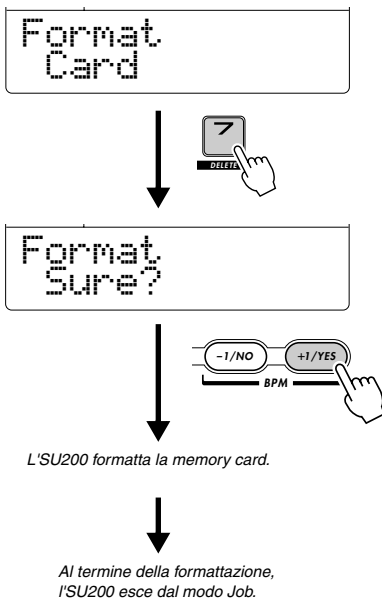 Format
Card
7
DELETE
Format
Sure?
-1/NO +1/YES
BPM
L'SU200 formatta la memory card.
Al termine della formattazione,
l'SU200 esce dal modo Job.